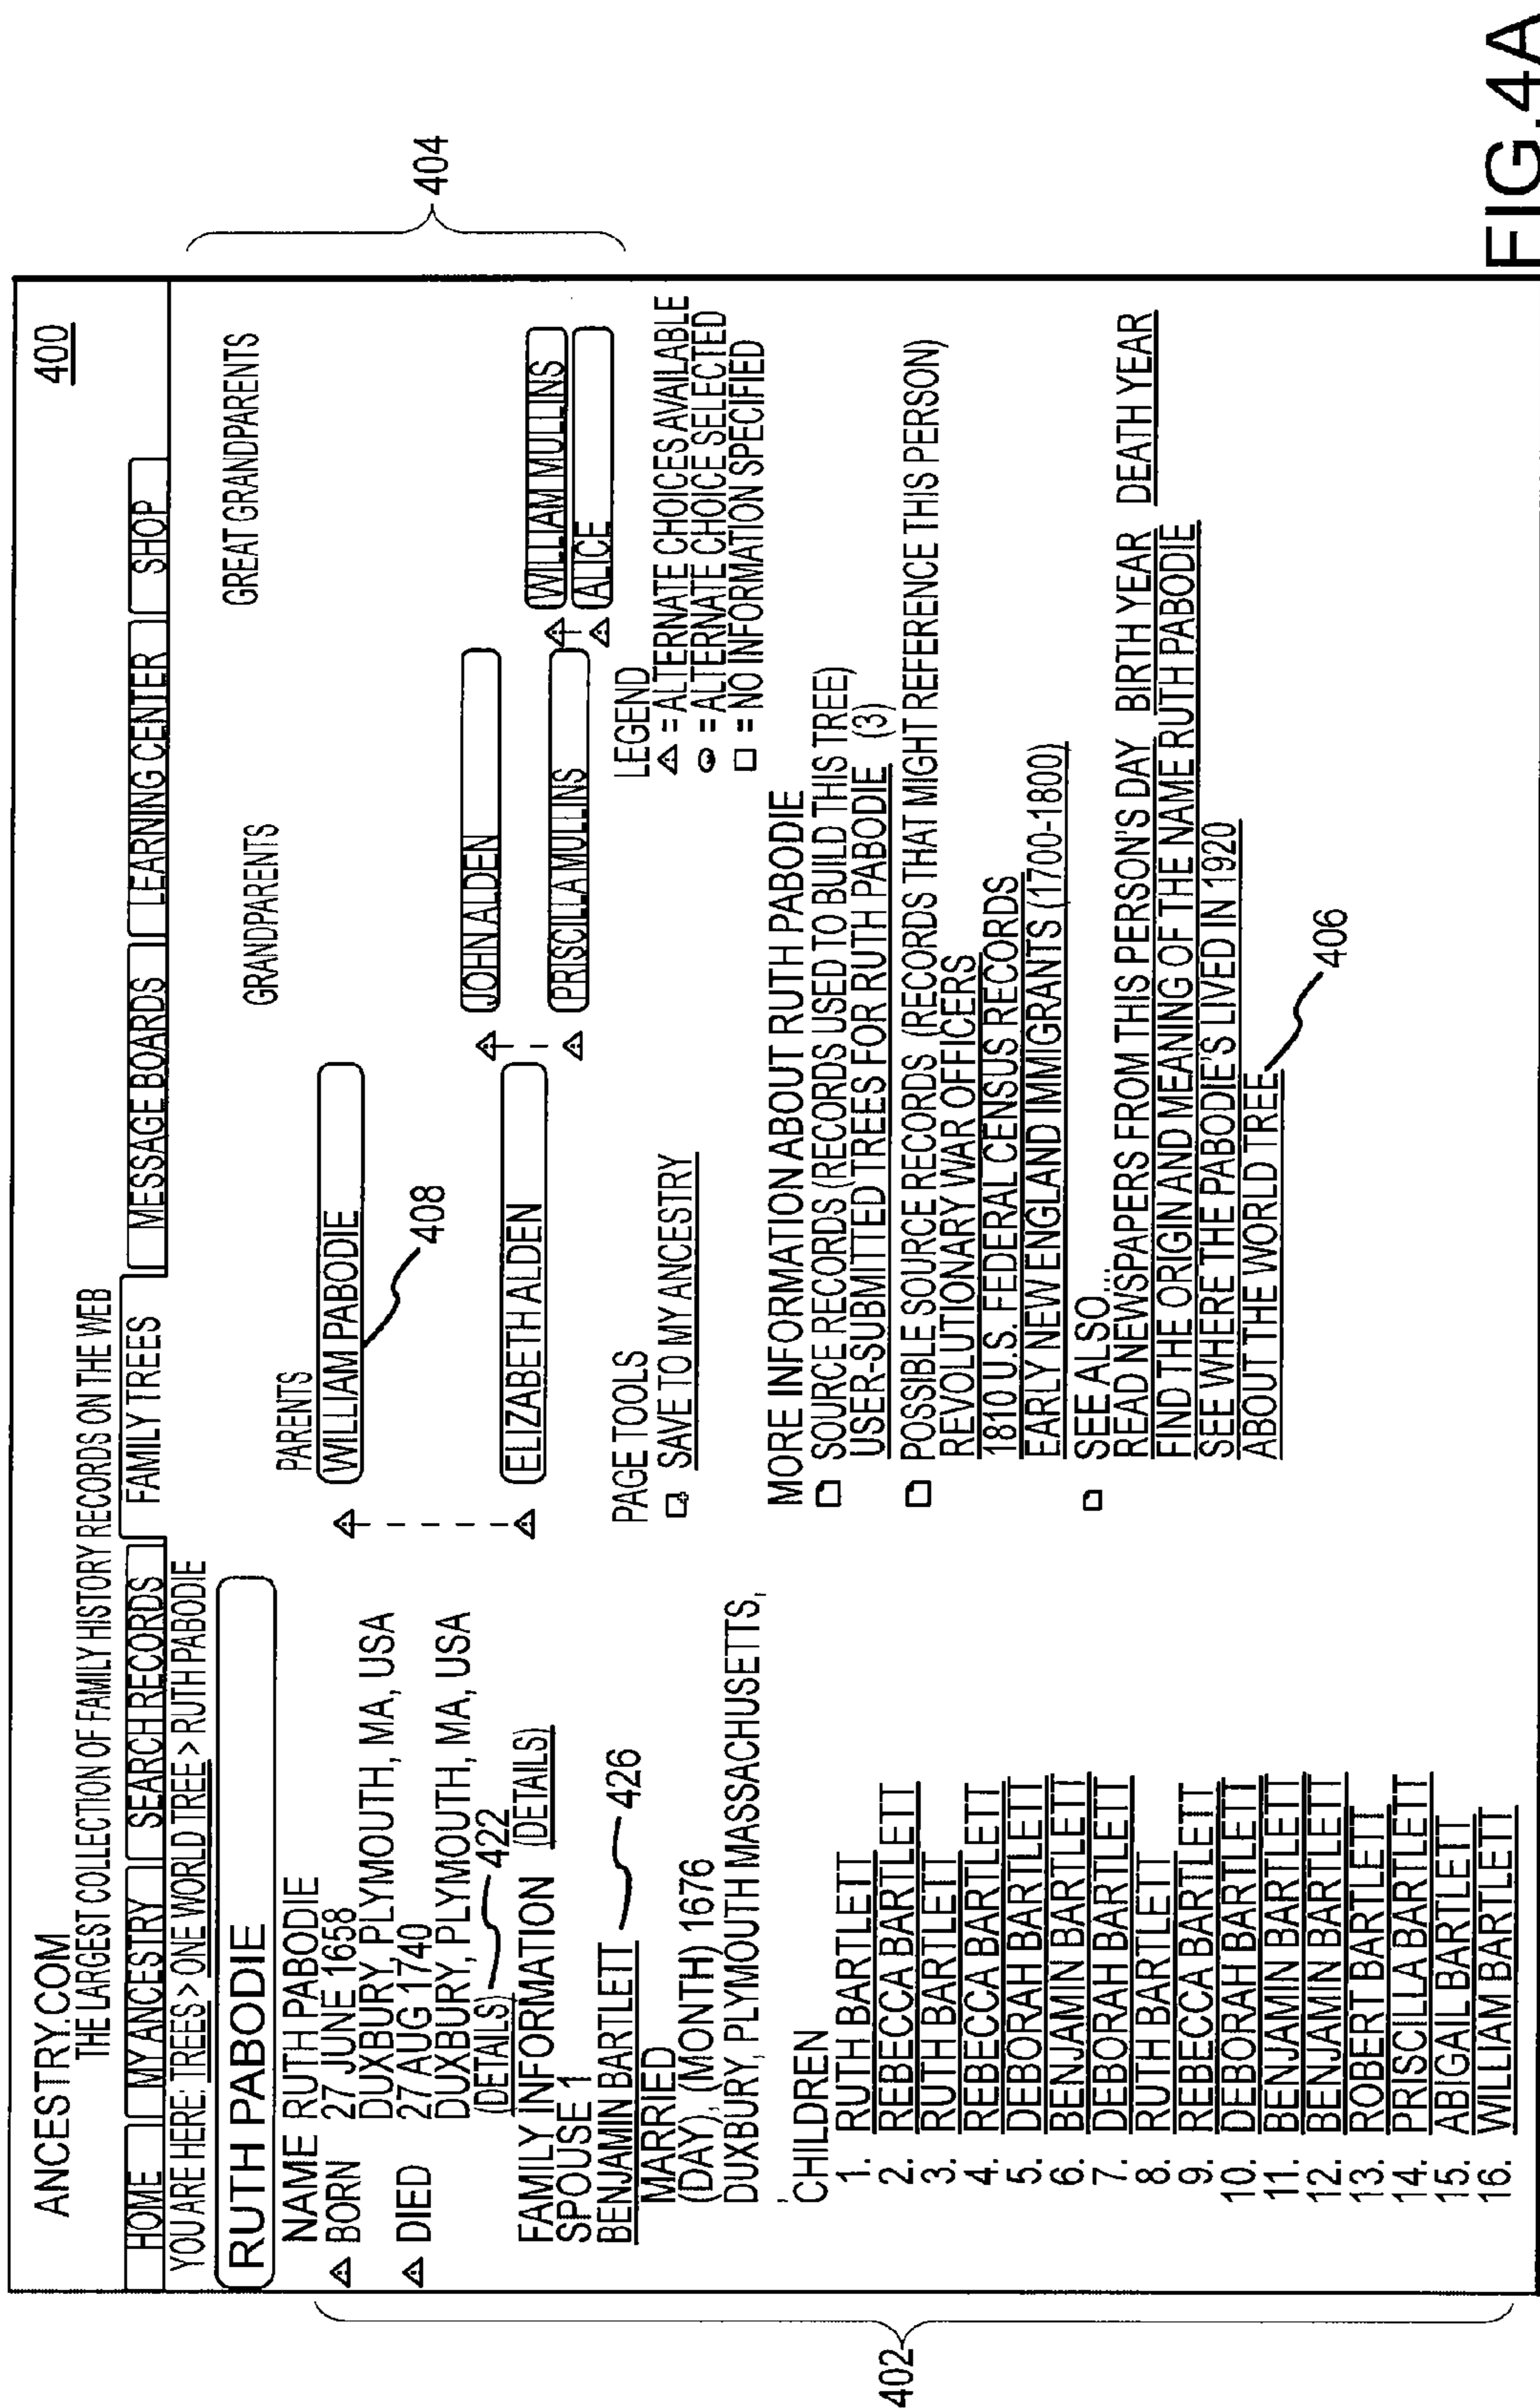 ANCESTRY.COM
400
THE LARGEST COLLECTION OF FAMILY HISTORY RECORDS ON THE WEB
HOME MY ANCESTRY SEARCH RECORDS FAMILY TREES MESSAGE BOARDS LEARNING CENTER SHOP
YOU ARE HERE: TREES > ONE WORLD TREE > RUTH PABODIE
RUTH PABODIE
NAME RUTH PABODIE
BORN 27 JUNE 1658
DUXBURY, PLYMOUTH, MA, USA
DIED 27 AUG 1740
DUXBURY, PLYMOUTH, MA, USA
(DETAILS) 422
FAMILY INFORMATION (DETAILS)
SPOUSE 1
BENJAMIN BARTLETT 426
MARRIED
(DAY), (MONTH) 1676
DUXBURY, PLYMOUTH MASSACHUSETTS,
CHILDREN
1. RUTH BARTLETT
2. REBECCA BARTLETT
3. RUTH BARTLETT
4. REBECCA BARTLETT
5. DEBORAH BARTLETT
6. BENJAMIN BARTLETT
7. DEBORAH BARTLETT
8. RUTH BARTLETT
9. REBECCA BARTLETT
10. DEBORAH BARTLETT
11. BENJAMIN BARTLETT
12. BENJAMIN BARTLETT
13. ROBERT BARTLETT
14. PRISCILLA BARTLETT
15. ABIGAIL BARTLETT
16. WILLIAM BARTLETT
402
PARENTS
WILLIAM PABODIE
408
ELIZABETH ALDEN
GRANDPARENTS
JOHN ALDEN
PRISCILLA MULLINS
GREAT GRANDPARENTS
WILLIAM MULLINS
ALICE
404
PAGE TOOLS
SAVE TO MY ANCESTRY
LEGEND
= ALTERNATE CHOICES AVAILABLE
= ALTERNATE CHOICE SELECTED
= NO INFORMATION SPECIFIED
MORE INFORMATION ABOUT RUTH PABODIE
SOURCE RECORDS (RECORDS USED TO BUILD THIS TREE)
USER-SUBMITTED TREES FOR RUTH PABODIE (3)
POSSIBLE SOURCE RECORDS (RECORDS THAT MIGHT REFERENCE THIS PERSON)
REVOLUTIONARY WAR OFFICERS
1810 U.S. FEDERAL CENSUS RECORDS
EARLY NEW ENGLAND IMMIGRANTS (1700-1800)
SEE ALSO...
READ NEWSPAPERS FROM THIS PERSON'S DAY BIRTH YEAR DEATH YEAR
FIND THE ORIGIN AND MEANING OF THE NAME RUTH PABODIE
SEE WHERE THE PABODIE'S LIVED IN 1920
ABOUT THE WORLD TREE
406
FIG.4A